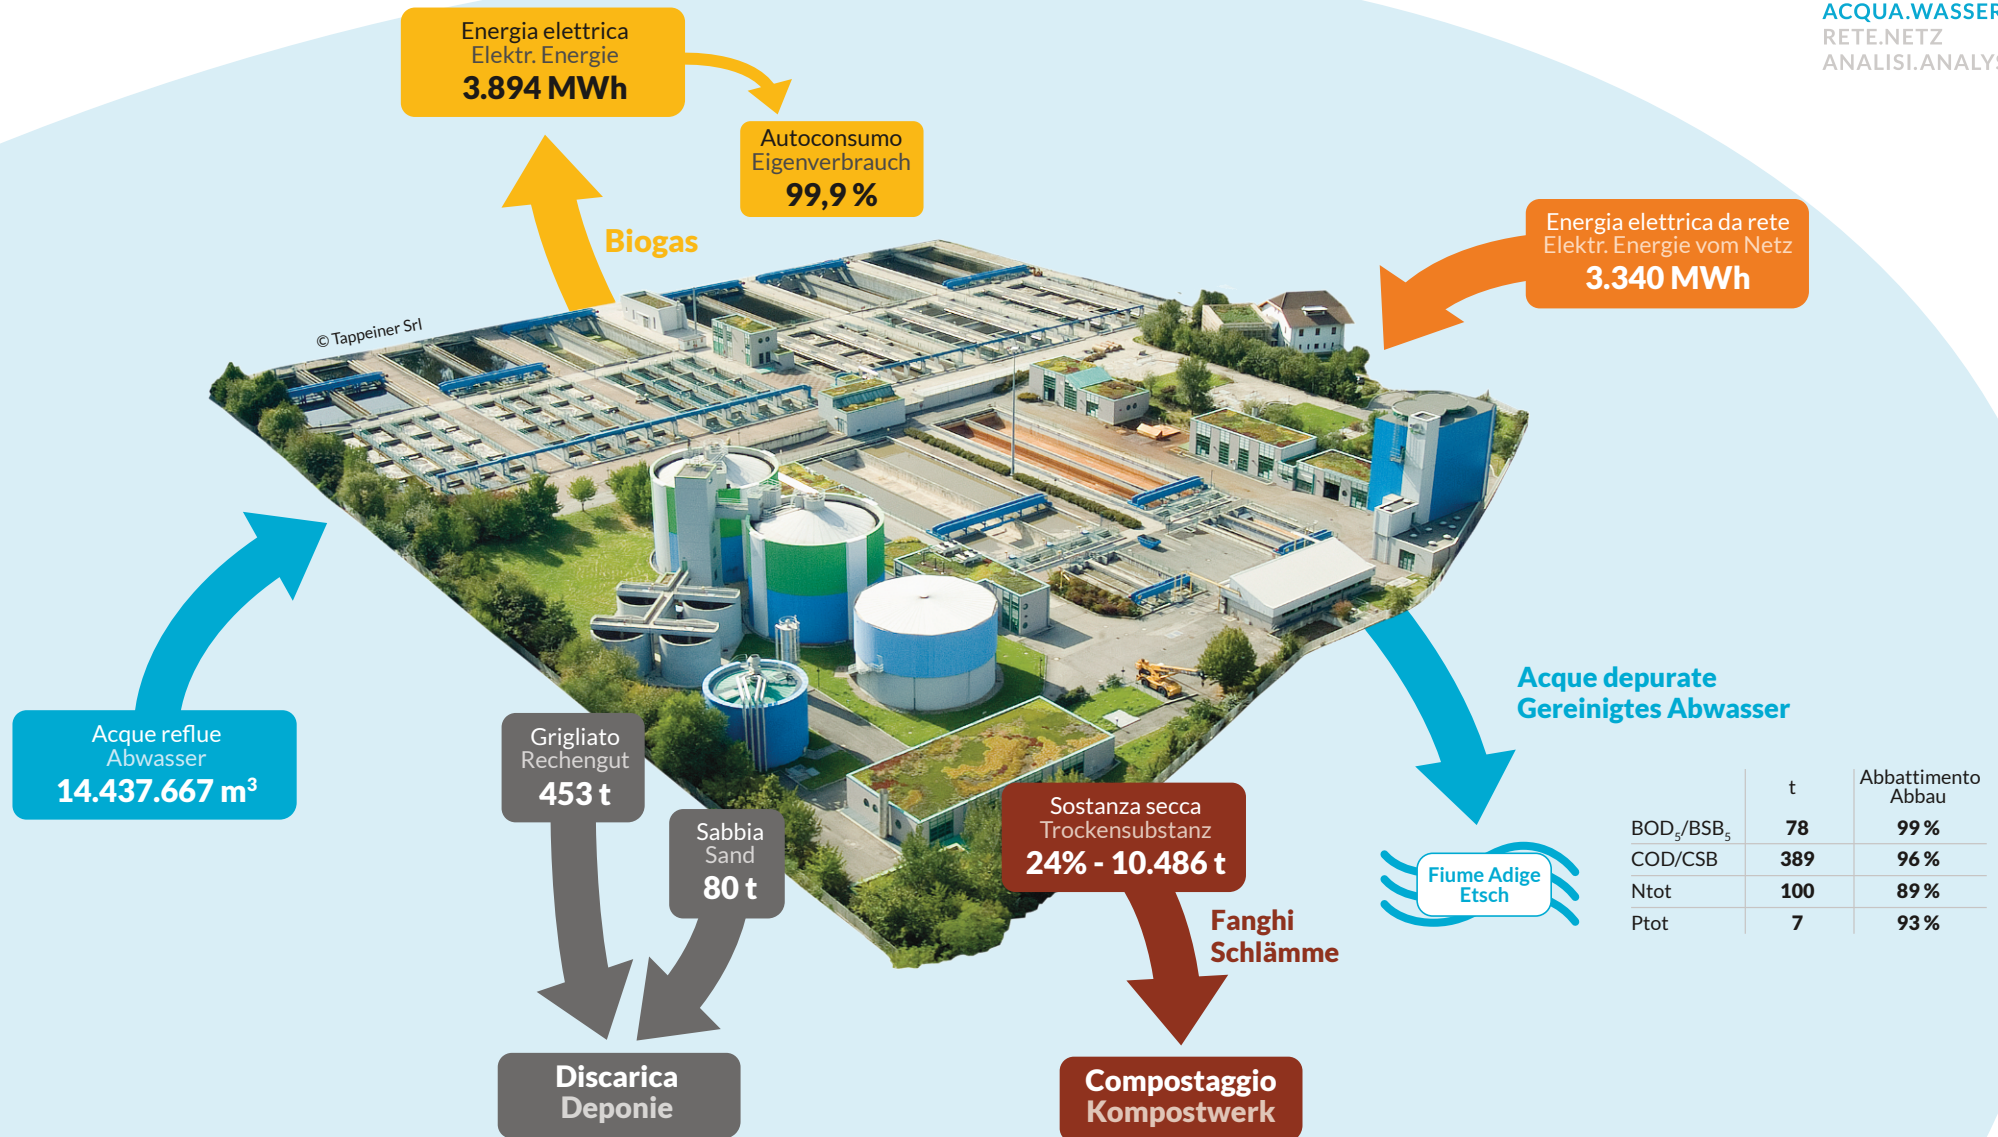 ACQUA.WASSER
RETE.NETZ
ANALISI.ANALYS
Energia elettrica
Elektr. Energie
3.894 MWh
Autoconsumo
Eigenverbrauch
99,9 %
Biogas
Energia elettrica da rete
Elektr. Energie vom Netz
3.340 MWh
© Tappeiner Srl
Acque reflue
Abwasser
14.437.667 m³
Grigliato
Rechengut
453 t
Sabbia
Sand
80 t
Discarica
Deponie
Sostanza secca
Trockensubstanz
24% - 10.486 t
Fanghi
Schlämme
Compostaggio
Kompostwerk
Acque depurate
Gereinigtes Abwasser
Fiume Adige
Etsch
t Abbattimento
Abbau
BOD₅/BSB₅ 78 99 %
COD/CSB 389 96 %
Ntot 100 89 %
Ptot 7 93 %